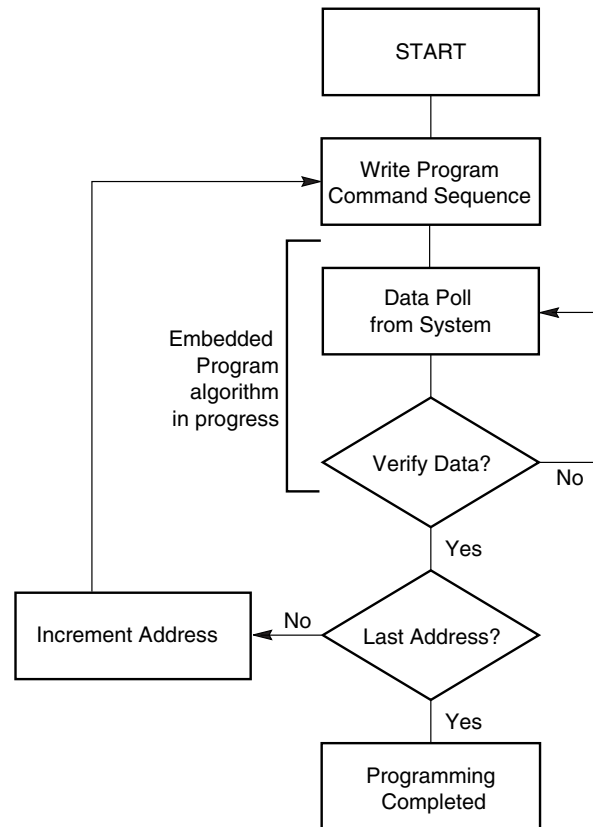 START
Write Program
Command Sequence
Data Poll
from System
Embedded
Program
algorithm
in progress
Verify Data?
No
Yes
No
Increment Address
Last Address?
Yes
Programming
Completed